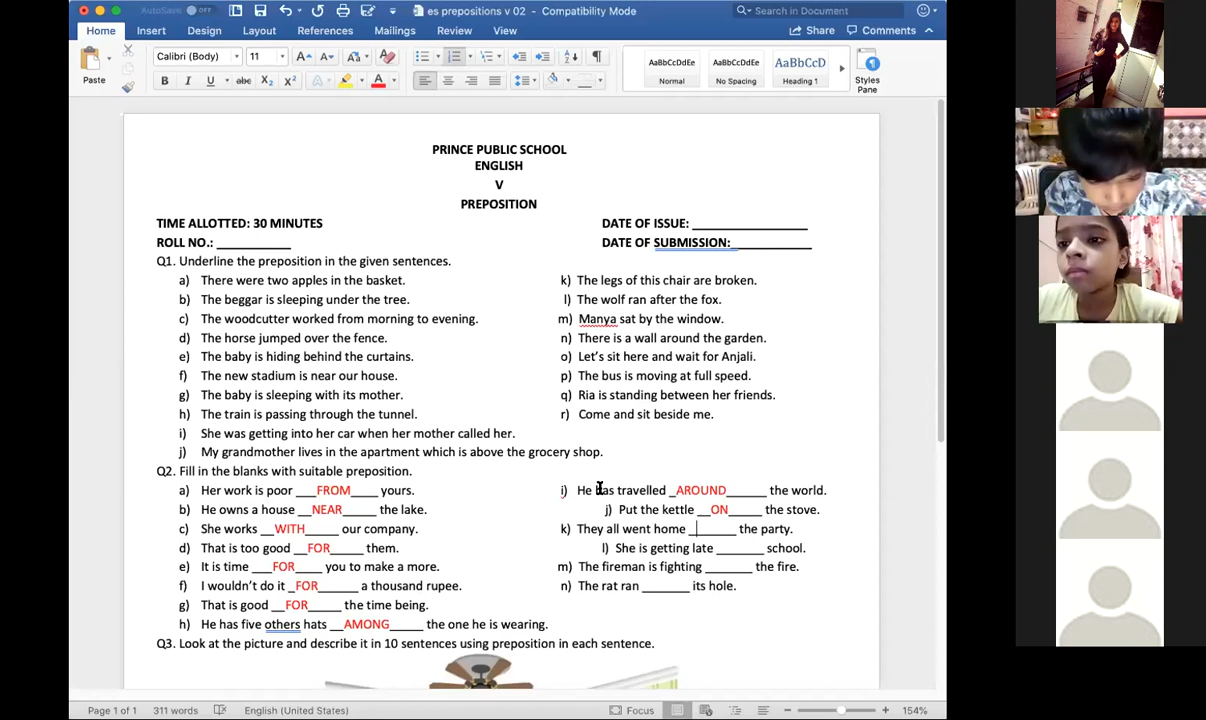 AutoSave OFF es prepositions v 02 - Compatibility Mode Search in Document
Home Insert Design Layout References Mailings Review View Share Comments
Paste Calibri (Body) 11 AaBbCcDdEe AaBbCcDdEe AaBbCcD
Normal No Spacing Heading 1 Styles Pane
PRINCE PUBLIC SCHOOL
ENGLISH
V
PREPOSITION
TIME ALLOTTED: 30 MINUTES DATE OF ISSUE: ____________________
ROLL NO.: _____________ DATE OF SUBMISSION:______________
Q1. Underline the preposition in the given sentences.
a) There were two apples in the basket. k) The legs of this chair are broken.
b) The beggar is sleeping under the tree. l) The wolf ran after the fox.
c) The woodcutter worked from morning to evening. m) Manya sat by the window.
d) The horse jumped over the fence. n) There is a wall around the garden.
e) The baby is hiding behind the curtains. o) Let's sit here and wait for Anjali.
f) The new stadium is near our house. p) The bus is moving at full speed.
g) The baby is sleeping with its mother. q) Ria is standing between her friends.
h) The train is passing through the tunnel. r) Come and sit beside me.
i) She was getting into her car when her mother called her.
j) My grandmother lives in the apartment which is above the grocery shop.
Q2. Fill in the blanks with suitable preposition.
a) Her work is poor ___FROM____ yours. i) He has travelled _AROUND______ the world.
b) He owns a house __NEAR_____ the lake. j) Put the kettle __ON_____ the stove.
c) She works __WITH_____ our company. k) They all went home _______ the party.
d) That is too good __FOR_____ them. l) She is getting late _______ school.
e) It is time ___FOR____ you to make a more. m) The fireman is fighting _______ the fire.
f) I wouldn't do it _FOR______ a thousand rupee. n) The rat ran _______ its hole.
g) That is good __FOR_____ the time being.
h) He has five others hats __AMONG_____ the one he is wearing.
Q3. Look at the picture and describe it in 10 sentences using preposition in each sentence.
Page 1 of 1 311 words English (United States) Focus 154%